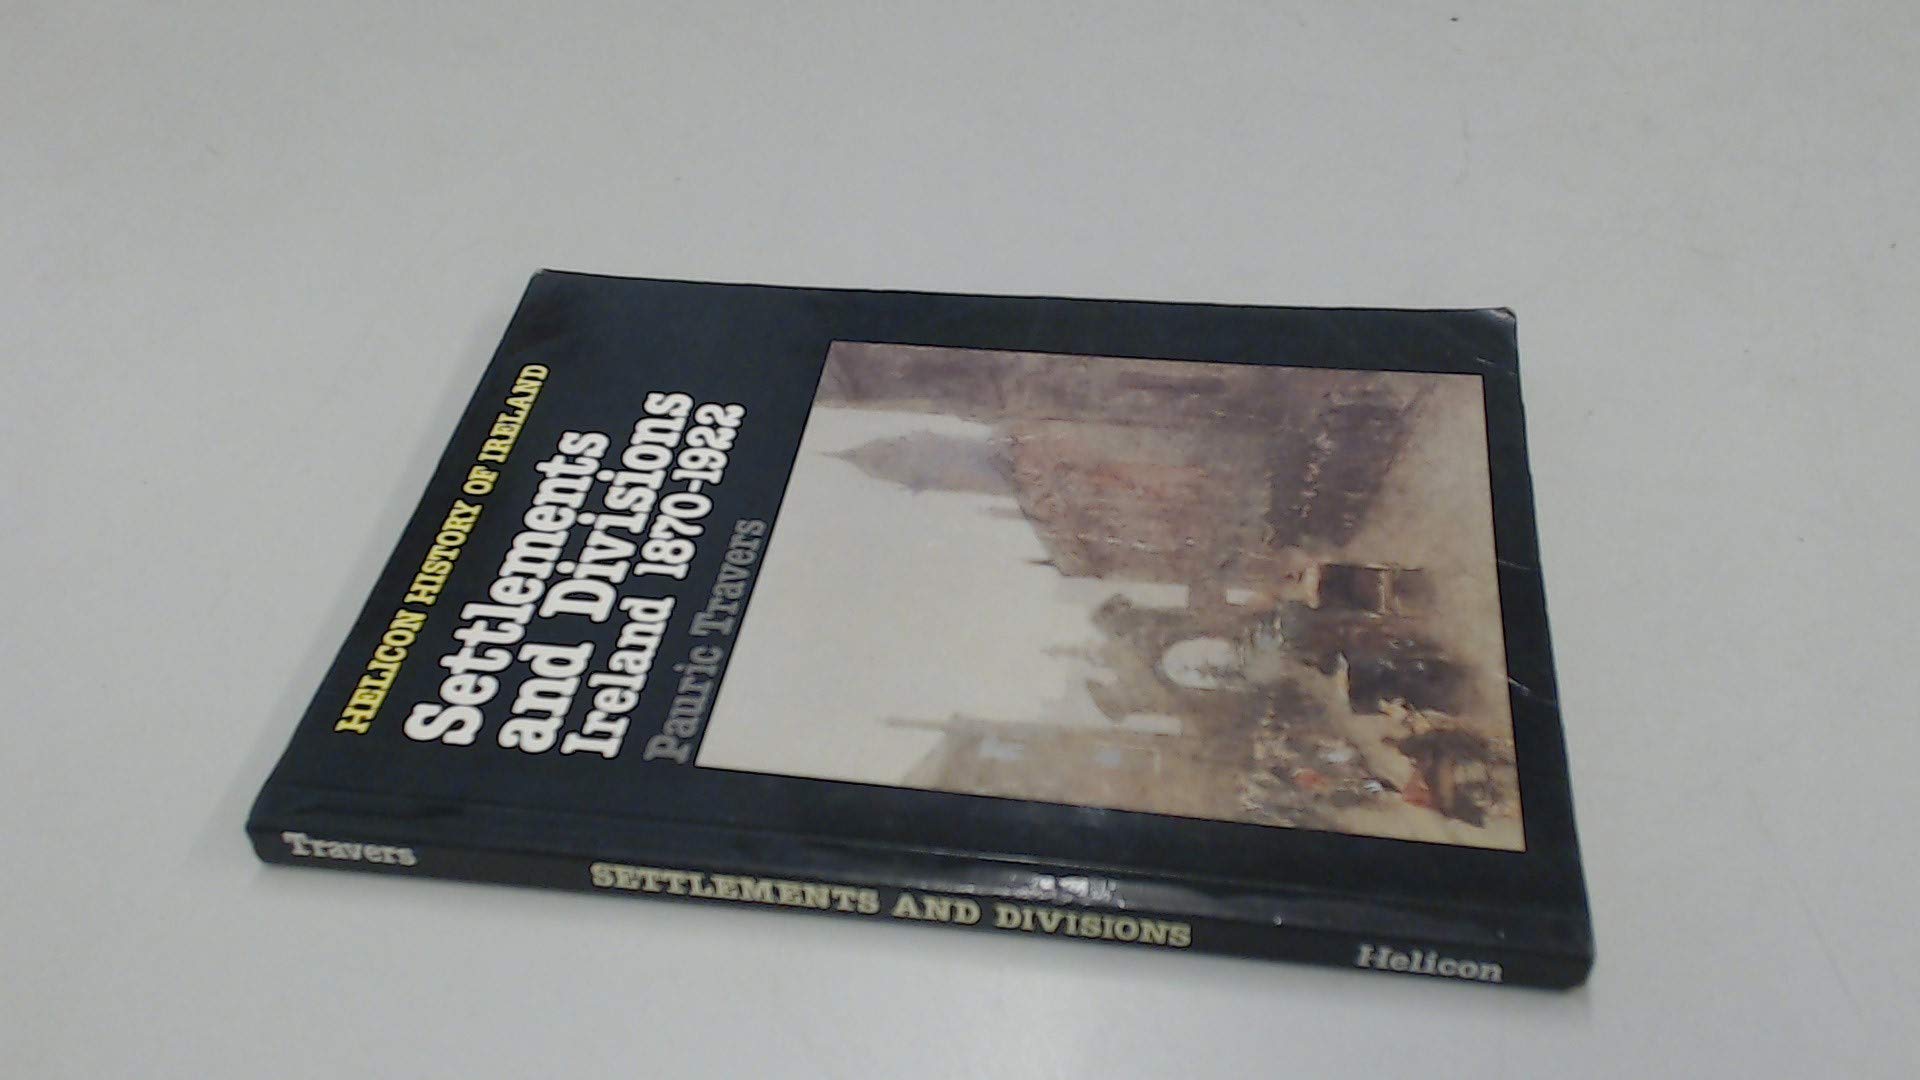 HELICON HISTORY OF IRELAND
Settlements
and Divisions
Ireland 1870-1922
Pauric Travers
Travers
SETTLEMENTS AND DIVISIONS
Helicon